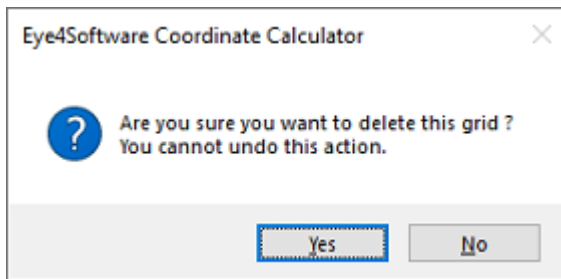 Eye4Software Coordinate Calculator
Are you sure you want to delete this grid ?
You cannot undo this action.
Yes
No